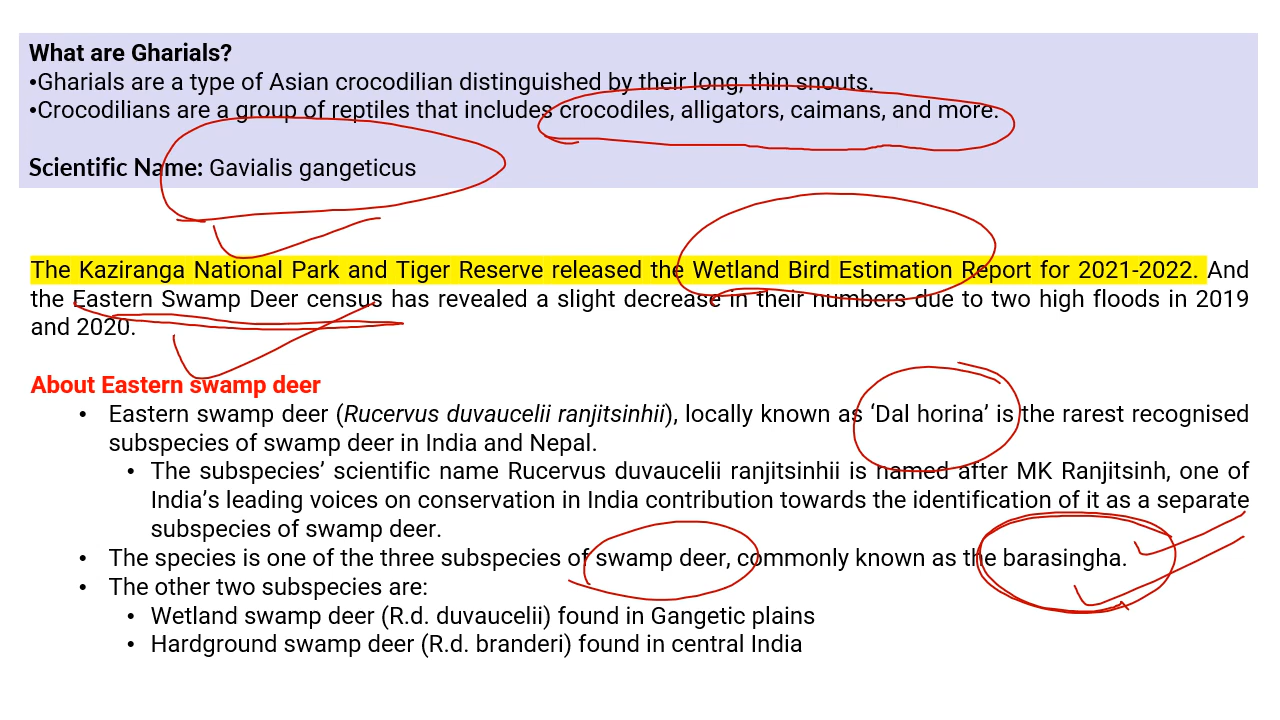 What are Gharials?
•Gharials are a type of Asian crocodilian distinguished by their long, thin snouts.
•Crocodilians are a group of reptiles that includes crocodiles, alligators, caimans, and more.
Scientific Name: Gavialis gangeticus
The Kaziranga National Park and Tiger Reserve released the Wetland Bird Estimation Report for 2021-2022. And
the Eastern Swamp Deer census has revealed a slight decrease in their numbers due to two high floods in 2019
and 2020.
About Eastern swamp deer
• Eastern swamp deer (Rucervus duvaucelii ranjitsinhii), locally known as ‘Dal horina’ is the rarest recognised
subspecies of swamp deer in India and Nepal.
• The subspecies’ scientific name Rucervus duvaucelii ranjitsinhii is named after MK Ranjitsinh, one of
India’s leading voices on conservation in India contribution towards the identification of it as a separate
subspecies of swamp deer.
• The species is one of the three subspecies of swamp deer, commonly known as the barasingha.
• The other two subspecies are:
• Wetland swamp deer (R.d. duvaucelii) found in Gangetic plains
• Hardground swamp deer (R.d. branderi) found in central India